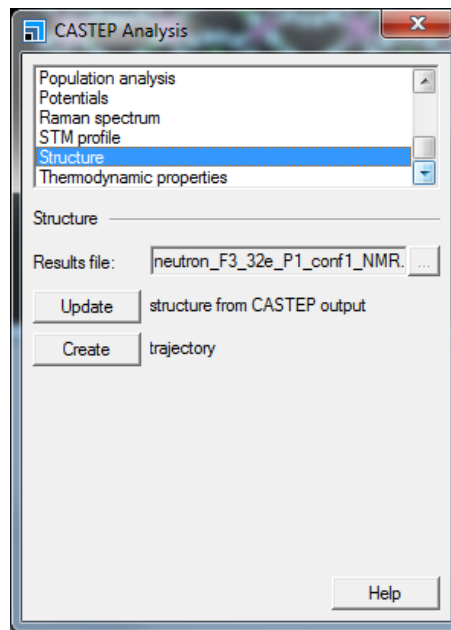 CASTEP Analysis
Population analysis
Potentials
Raman spectrum
STM profile
Structure
Thermodynamic properties
Structure
Results file: neutron_F3_32e_P1_conf1_NMR. ...
Update structure from CASTEP output
Create trajectory
Help